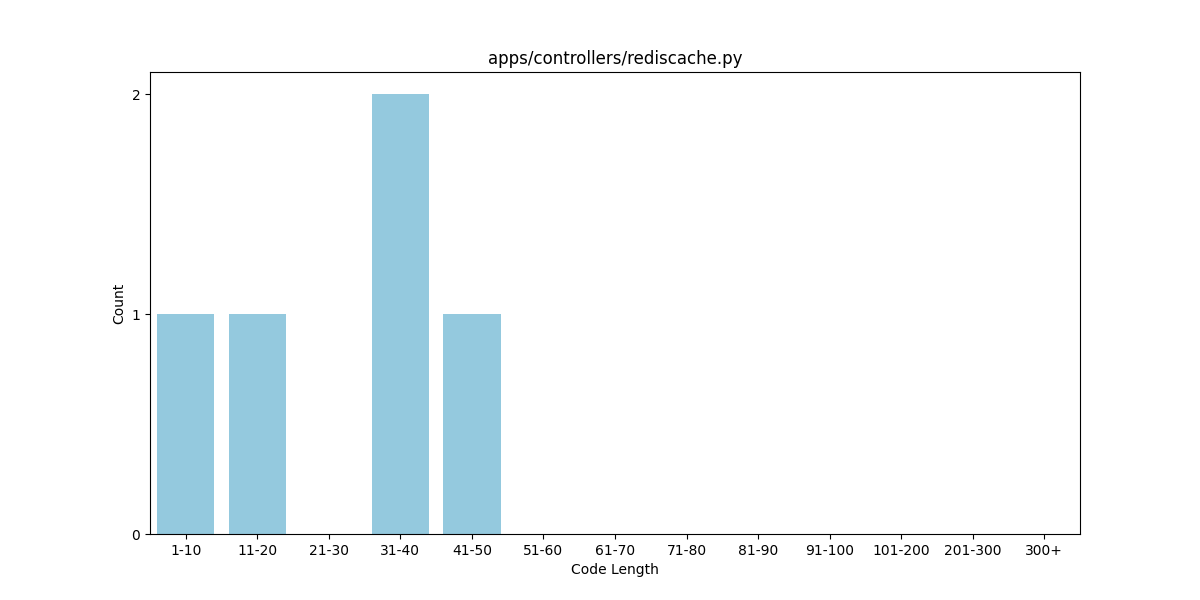 apps/controllers/rediscache.py
2
1
0
Count
1-10 11-20 21-30 31-40 41-50 51-60 61-70 71-80 81-90 91-100 101-200 201-300 300+
Code Length